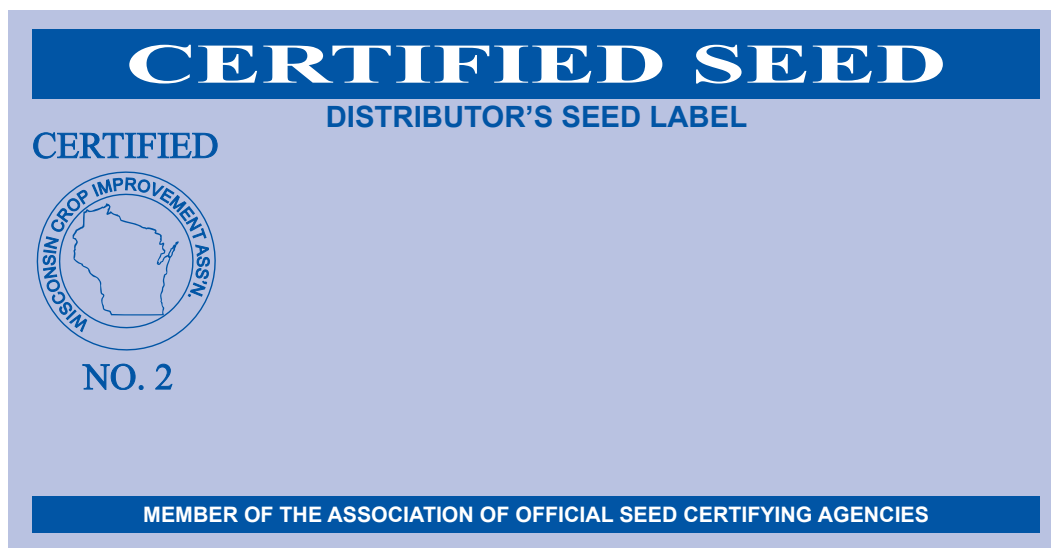 CERTIFIED SEED
DISTRIBUTOR’S SEED LABEL
CERTIFIED
WISCONSIN CROP IMPROVEMENT ASS'N.
NO. 2
MEMBER OF THE ASSOCIATION OF OFFICIAL SEED CERTIFYING AGENCIES